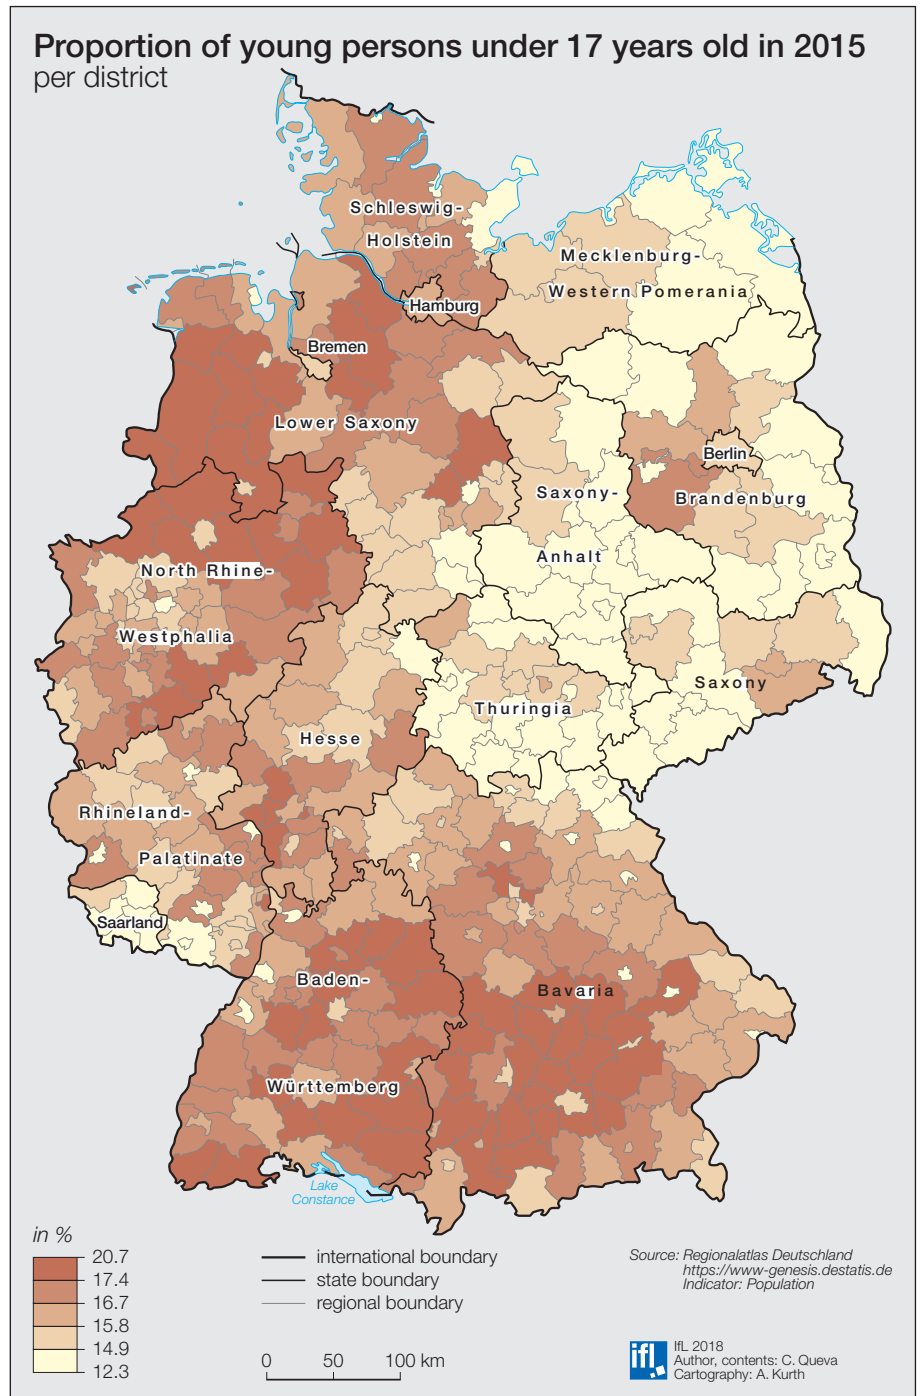 Proportion of young persons under 17 years old in 2015
per district
Schleswig-
Holstein
Mecklenburg-
Western Pomerania
Hamburg
Bremen
Lower Saxony
Berlin
Brandenburg
Saxony-
Anhalt
North Rhine-
Westphalia
Saxony
Thuringia
Hesse
Rhineland-
Palatinate
Saarland
Baden-
Bavaria
Württemberg
Lake
Constance
in %
20.7
17.4
16.7
15.8
14.9
12.3
international boundary
state boundary
regional boundary
0 50 100 km
Source: Regionalatlas Deutschland
https://www-genesis.destatis.de
Indicator: Population
ifl
IfL 2018
Author, contents: C. Queva
Cartography: A. Kurth